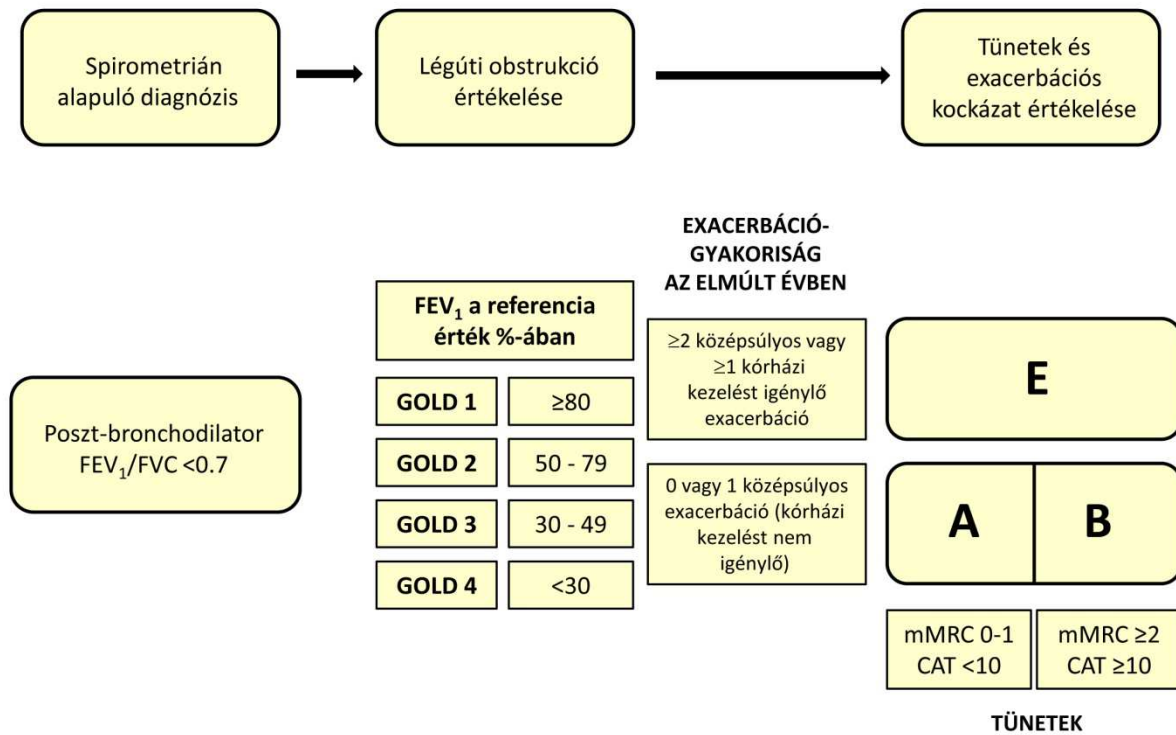 Spirometrián
alapuló diagnózis
Légúti obstrukció
értékelése
Tünetek és
exacerbációs
kockázat értékelése
Poszt-bronchodilator
FEV₁/FVC <0.7
FEV₁ a referencia
érték %-ában
GOLD 1
≥80
GOLD 2
50 - 79
GOLD 3
30 - 49
GOLD 4
<30
EXACERBÁCIÓ-
GYAKORISÁG
AZ ELMÚLT ÉVBEN
≥2 középsúlyos vagy
≥1 kórházi
kezelést igénylő
exacerbáció
0 vagy 1 középsúlyos
exacerbáció (kórházi
kezelést nem
igénylő)
E
A
B
mMRC 0-1
CAT <10
mMRC ≥2
CAT ≥10
TÜNETEK